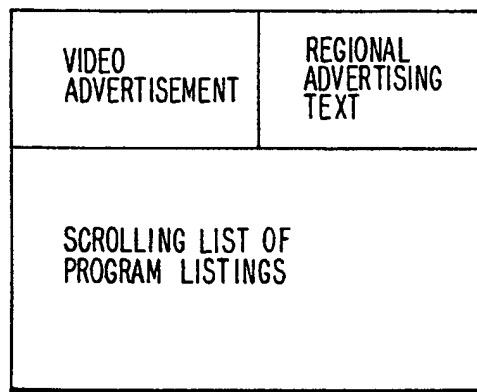 VIDEO
ADVERTISEMENT
REGIONAL
ADVERTISING
TEXT
SCROLLING LIST OF
PROGRAM LISTINGS